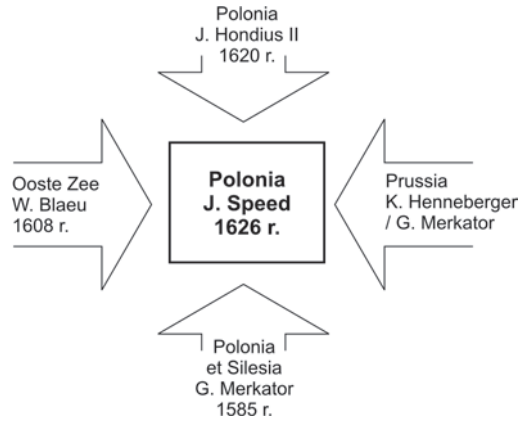 Polonia
J. Hondius II
1620 r.
Ooste Zee
W. Blaeu
1608 r.
Polonia
J. Speed
1626 r.
Prussia
K. Henneberger
/ G. Merkator
Polonia
et Silesia
G. Merkator
1585 r.